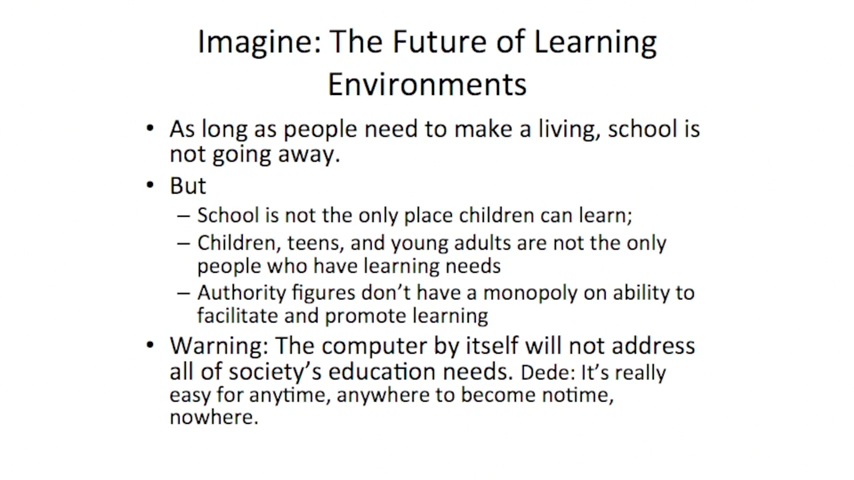 Imagine: The Future of Learning
Environments
• As long as people need to make a living, school is
not going away.
• But
– School is not the only place children can learn;
– Children, teens, and young adults are not the only
people who have learning needs
– Authority figures don't have a monopoly on ability to
facilitate and promote learning
• Warning: The computer by itself will not address
all of society's education needs. Dede: It's really
easy for anytime, anywhere to become notime,
nowhere.